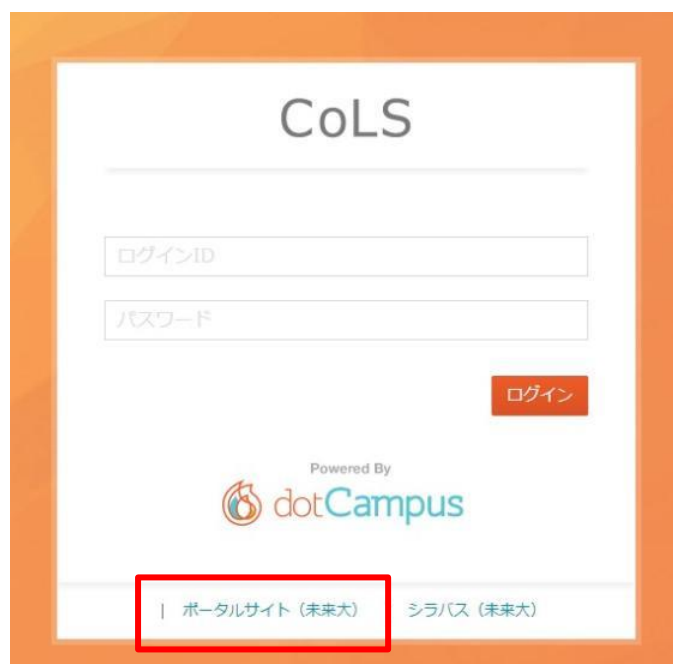 CoLS
ログインID
パスワード
ログイン
Powered By
dotCampus
| ポータルサイト（未来大） シラバス（未来大）